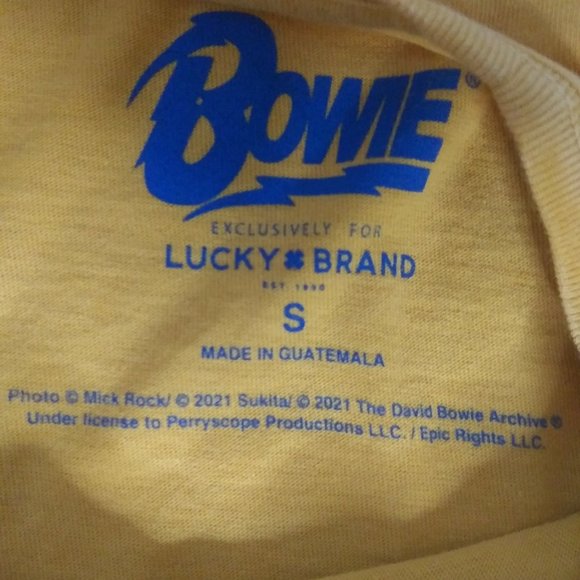 BOWIE®
EXCLUSIVELY FOR
LUCKY BRAND
EST 1990
S
MADE IN GUATEMALA
Photo © Mick Rock/ © 2021 Sukita/ © 2021 The David Bowie Archive®
Under license to Perryscope Productions LLC. / Epic Rights LLC.